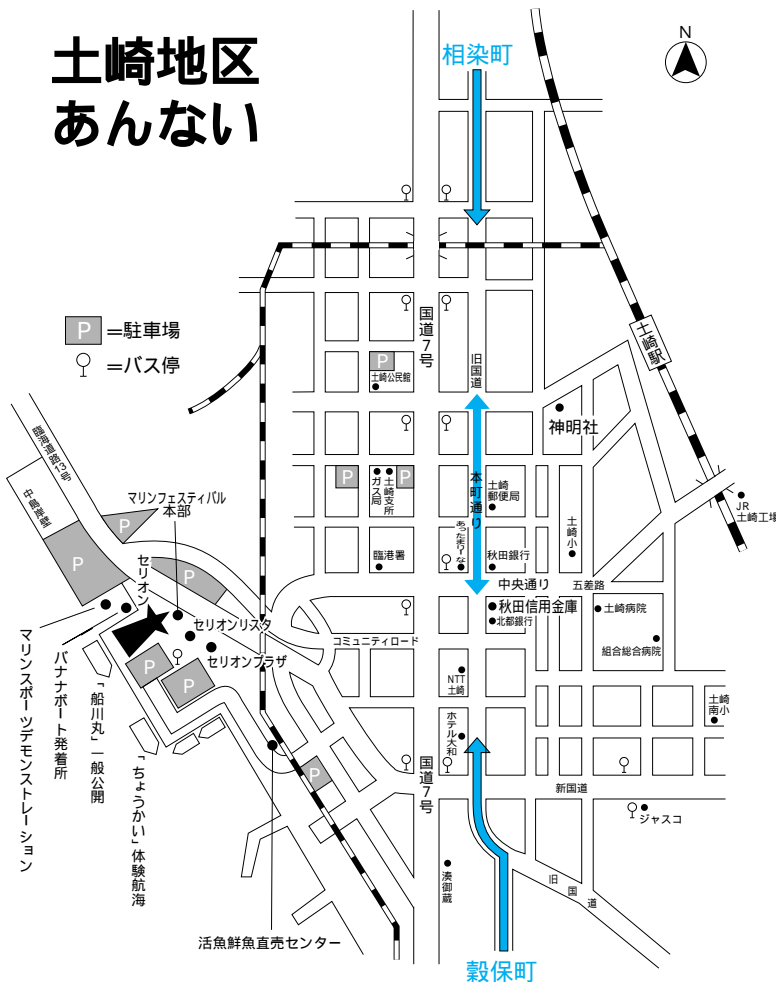 土崎地区
あんない
相染町
N
P
=駐車場
=バス停
国道7号
旧国道
土崎駅
P
土崎公民館
神明社
臨海道路13号
中島岸壁
マリンフェスティバル
本部
P
P
P
セリオン
P
ガス局
土崎支所
P
本町通り
土崎
郵便局
あったまりーな
土崎小
JR
土崎工場
臨港署
秋田銀行
中央通り
五差路
秋田信用金庫
北都銀行
土崎病院
組合総合病院
セリオンリスタ
セリオンプラザ
コミュニティロード
P
P
NTT
土崎
ホテル大和
土崎
南小
マリンスポーツデモンストレーション
バナナボート発着所
「船川丸」一般公開
「ちょうかい」体験航海
P
国道7号
新国道
ジャスコ
湊御蔵
旧国道
活魚鮮魚直売センター
穀保町